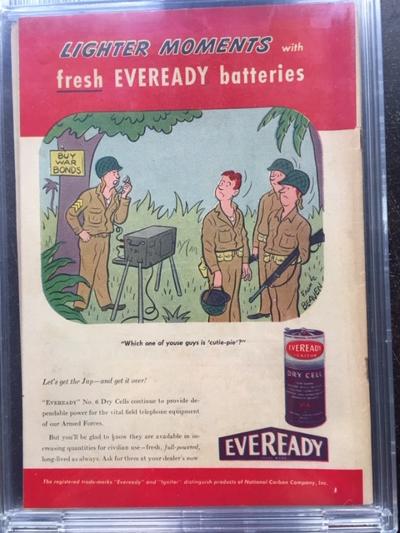 LIGHTER MOMENTS with
fresh EVEREADY batteries
BUY
WAR
BONDS
"Which one of youse guys is 'cutie-pie'?"
Let's get the Jap—and get it over!
"EVEREADY" No. 6 Dry Cells continue to provide de-
pendable power for the vital field telephone equipment
of our Armed Forces.
But you'll be glad to know they are available in in-
creasing quantities for civilian use—fresh, full-powered,
long-lived as always. Ask for them at your dealer's now
EVEREADY
IGNITOR
DRY CELL
EVEREADY
The registered trade-marks "Eveready" and "Ignitor" distinguish products of National Carbon Company, Inc.